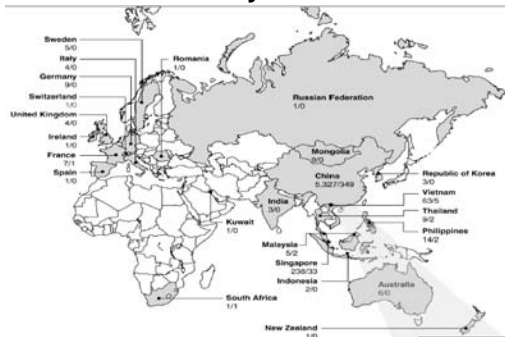 Sweden
5/0
Italy
4/0
Germany
9/0
Switzerland
1/0
United Kingdom
4/0
Ireland
1/0
France
7/1
Spain
1/0
Romania
1/0
Russian Federation
1/0
Mongolia
9/0
China
5,327/349
Republic of Korea
3/0
Vietnam
63/5
India
3/0
Thailand
9/2
Philippines
14/2
Kuwait
1/0
Malaysia
5/2
Singapore
238/33
Indonesia
2/0
Australia
6/0
South Africa
1/1
New Zealand
1/0